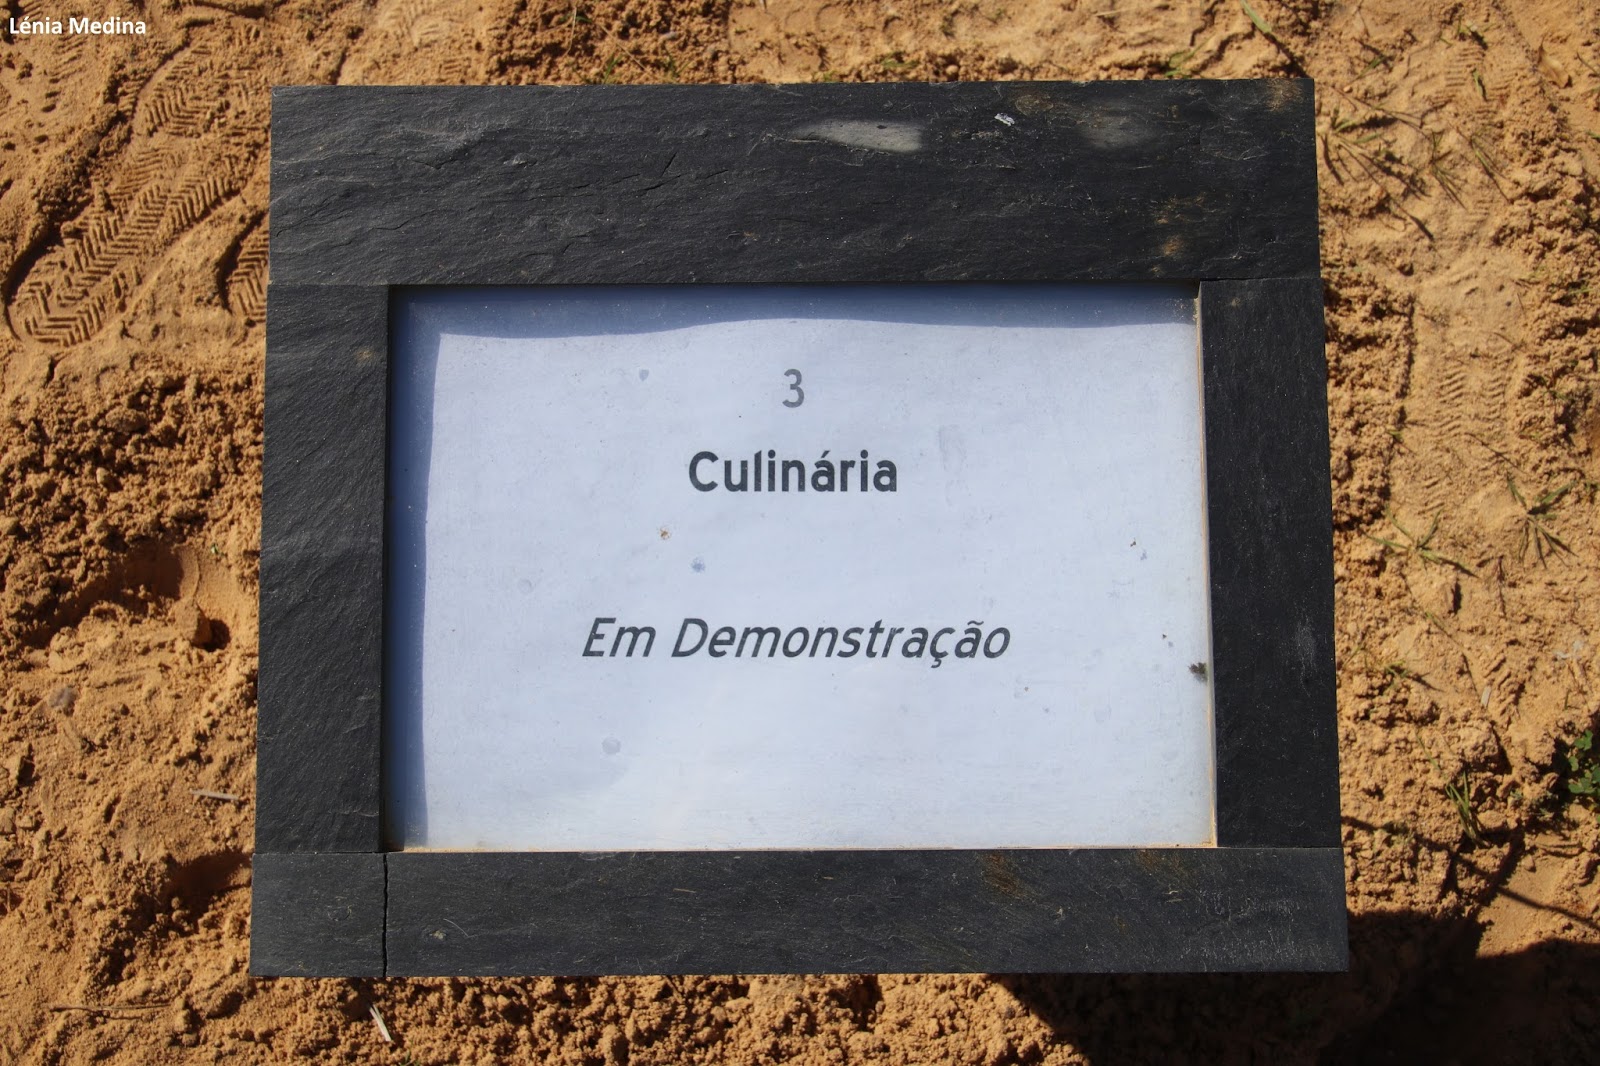 Lénia Medina
3
Culinária
Em Demonstração